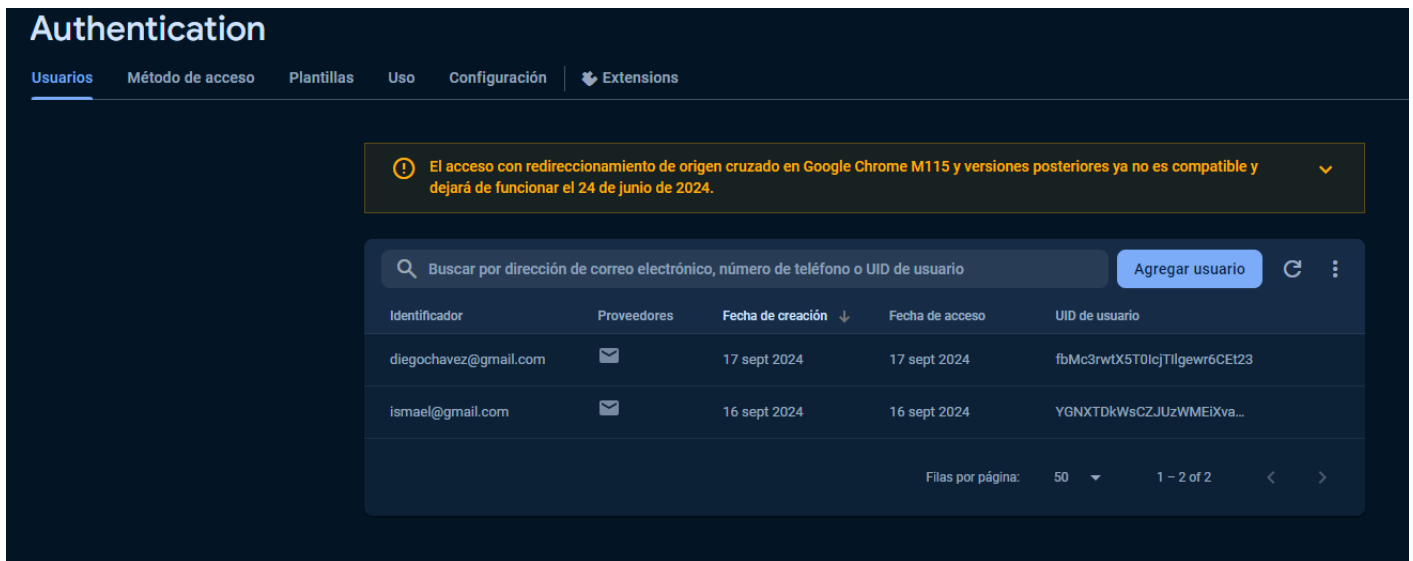 Authentication
Usuarios Método de acceso Plantillas Uso Configuración Extensions
El acceso con redireccionamiento de origen cruzado en Google Chrome M115 y versiones posteriores ya no es compatible y
dejará de funcionar el 24 de junio de 2024.
Buscar por dirección de correo electrónico, número de teléfono o UID de usuario Agregar usuario
Identificador Proveedores Fecha de creación Fecha de acceso UID de usuario
diegochavez@gmail.com 17 sept 2024 17 sept 2024 fbMc3rwtX5T0IcjTIlgewr6CEt23
ismael@gmail.com 16 sept 2024 16 sept 2024 YGNXTDkWsCZJUzWMEiXva...
Filas por página: 50 1 – 2 of 2